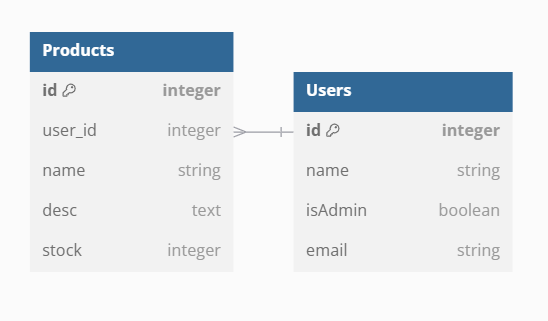 Products
id integer
user_id integer
name string
desc text
stock integer
Users
id integer
name string
isAdmin boolean
email string